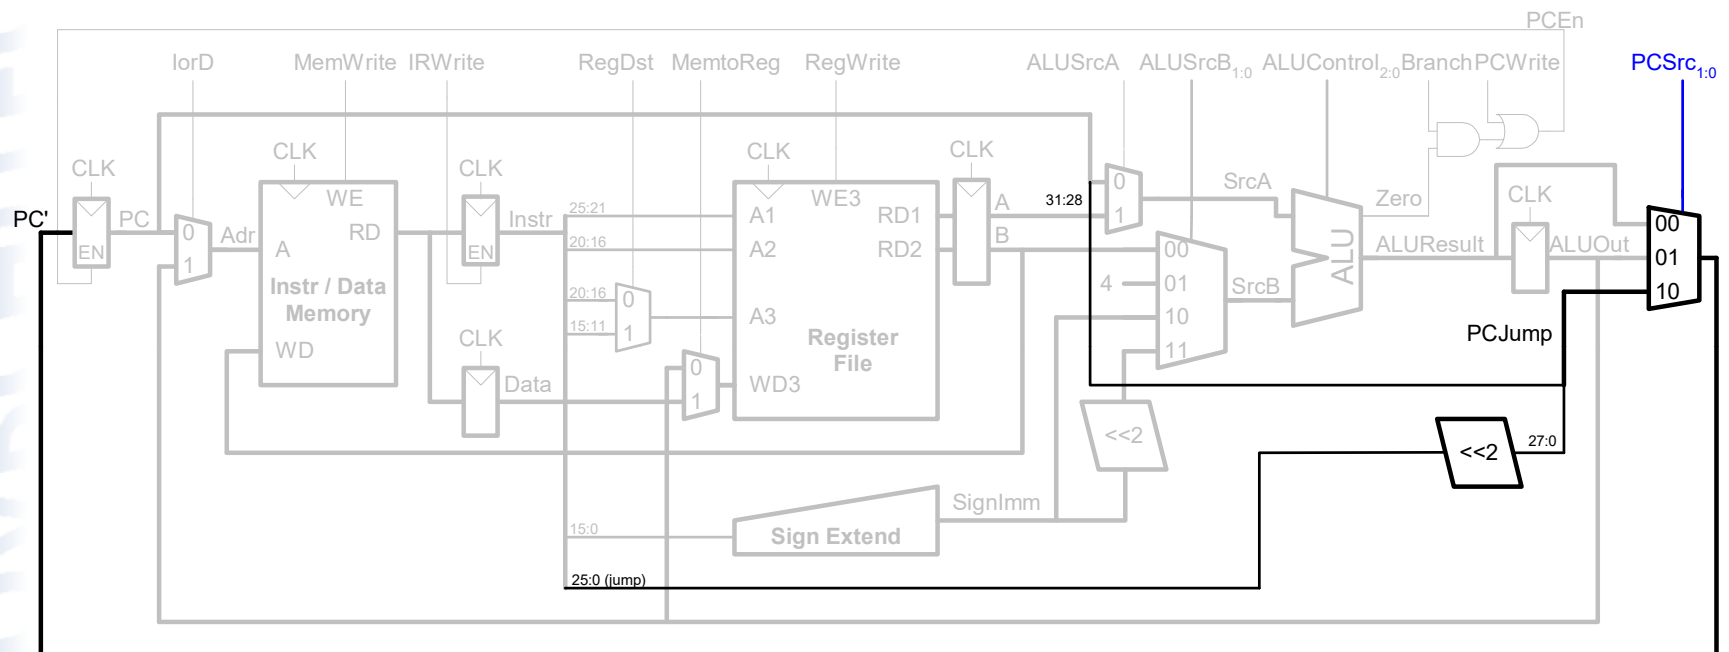 PCEn
IorD MemWrite IRWrite RegDst MemtoReg RegWrite ALUSrcA ALUSrcB1:0 ALUControl2:0 Branch PCWrite PCSrc1:0
CLK CLK CLK CLK CLK CLK
PC' PC EN
0 1 Adr
WE RD A
Instr / Data
Memory
WD
EN Instr
CLK
Data
25:21
20:16
20:16
15:11
15:0
25:0 (jump)
0
1
0
1
A1 WE3 RD1
A2 RD2
A3
Register
File
WD3
A
B
31:28
0
1
SrcA
4
00
01
10
11
SrcB
<<2
SignImm
Sign Extend
ALU
Zero
ALUResult
CLK
ALUOut
00
01
10
PCJump
<<2
27:0